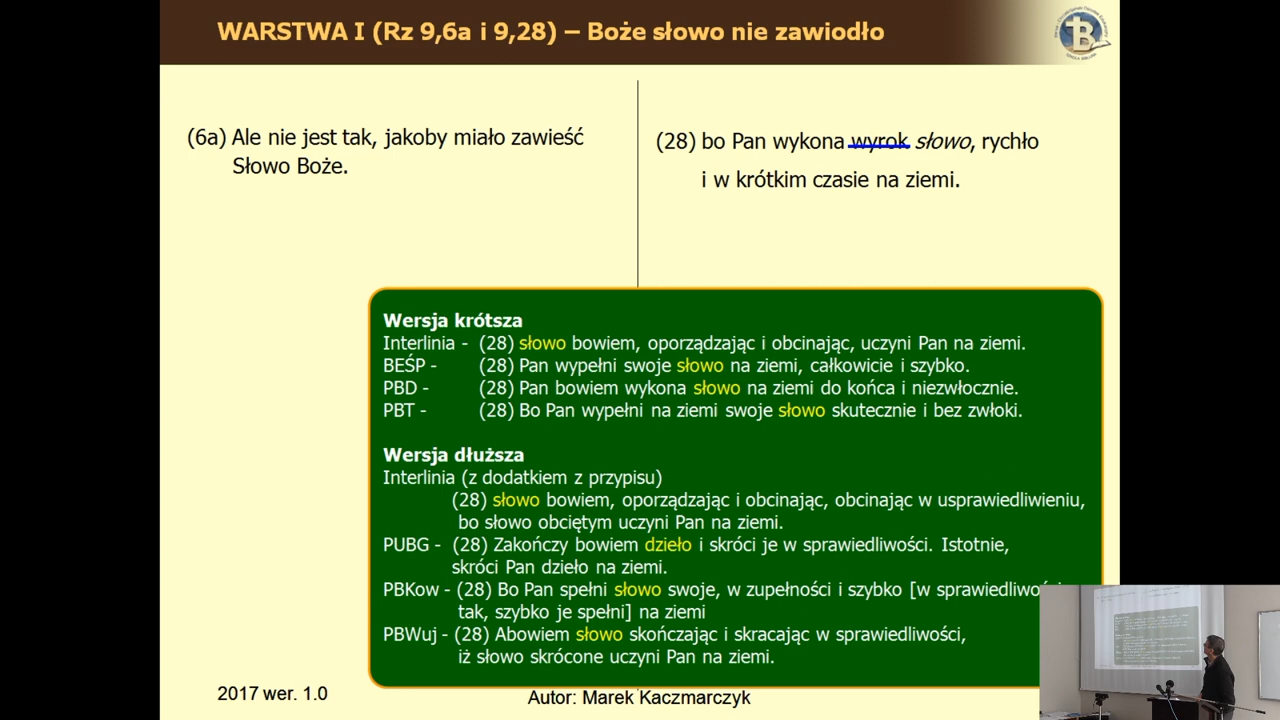 WARSTWA I (Rz 9,6a i 9,28) – Boże słowo nie zawiodło
(6a) Ale nie jest tak, jakoby miało zawieść
Słowo Boże.
(28) bo Pan wykona wyrok słowo, rychło
i w krótkim czasie na ziemi.
Wersja krótsza
Interlinia - (28) słowo bowiem, oporządzając i obcinając, uczyni Pan na ziemi.
BEŚP - (28) Pan wypełni swoje słowo na ziemi, całkowicie i szybko.
PBD - (28) Pan bowiem wykona słowo na ziemi do końca i niezwłocznie.
PBT - (28) Bo Pan wypełni na ziemi swoje słowo skutecznie i bez zwłoki.
Wersja dłuższa
Interlinia (z dodatkiem z przypisu)
(28) słowo bowiem, oporządzając i obcinając, obcinając w usprawiedliwieniu,
bo słowo obciętym uczyni Pan na ziemi.
PUBG - (28) Zakończy bowiem dzieło i skróci je w sprawiedliwości. Istotnie,
skróci Pan dzieło na ziemi.
PBKow - (28) Bo Pan spełni słowo swoje, w zupełności i szybko [w
tak, szybko je spełni] na ziemi
PBWuj - (28) Abowiem słowo skończając i skracając w sprawiedliwości,
iż słowo skrócone uczyni Pan na ziemi.
2017 wer. 1.0
Autor: Marek Kaczmarczyk